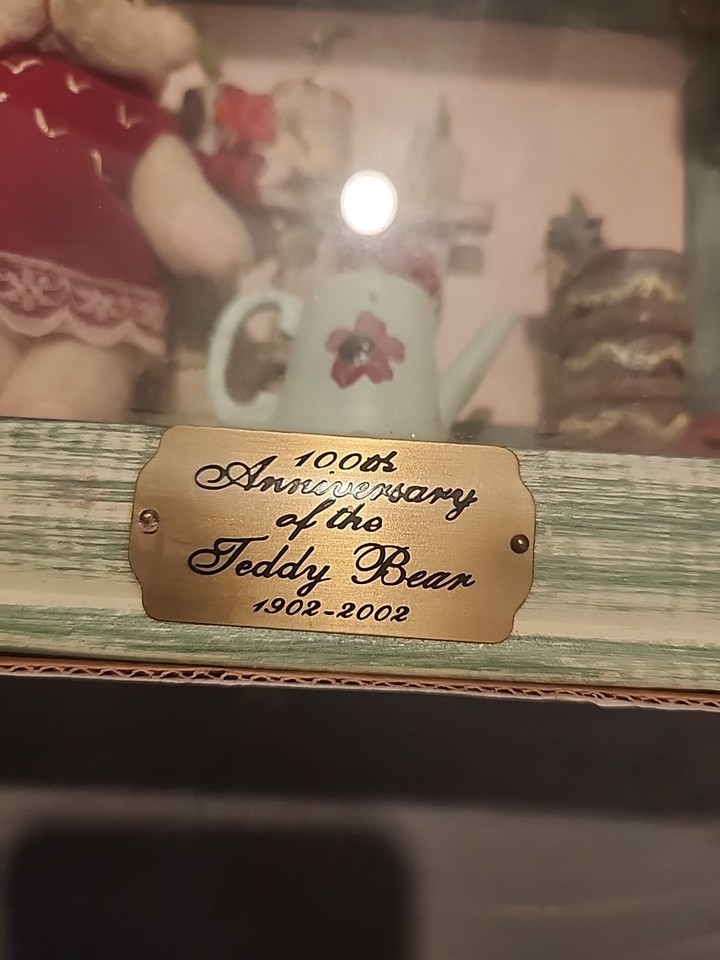 100th
Anniversary
of the
Teddy Bear
1902-2002